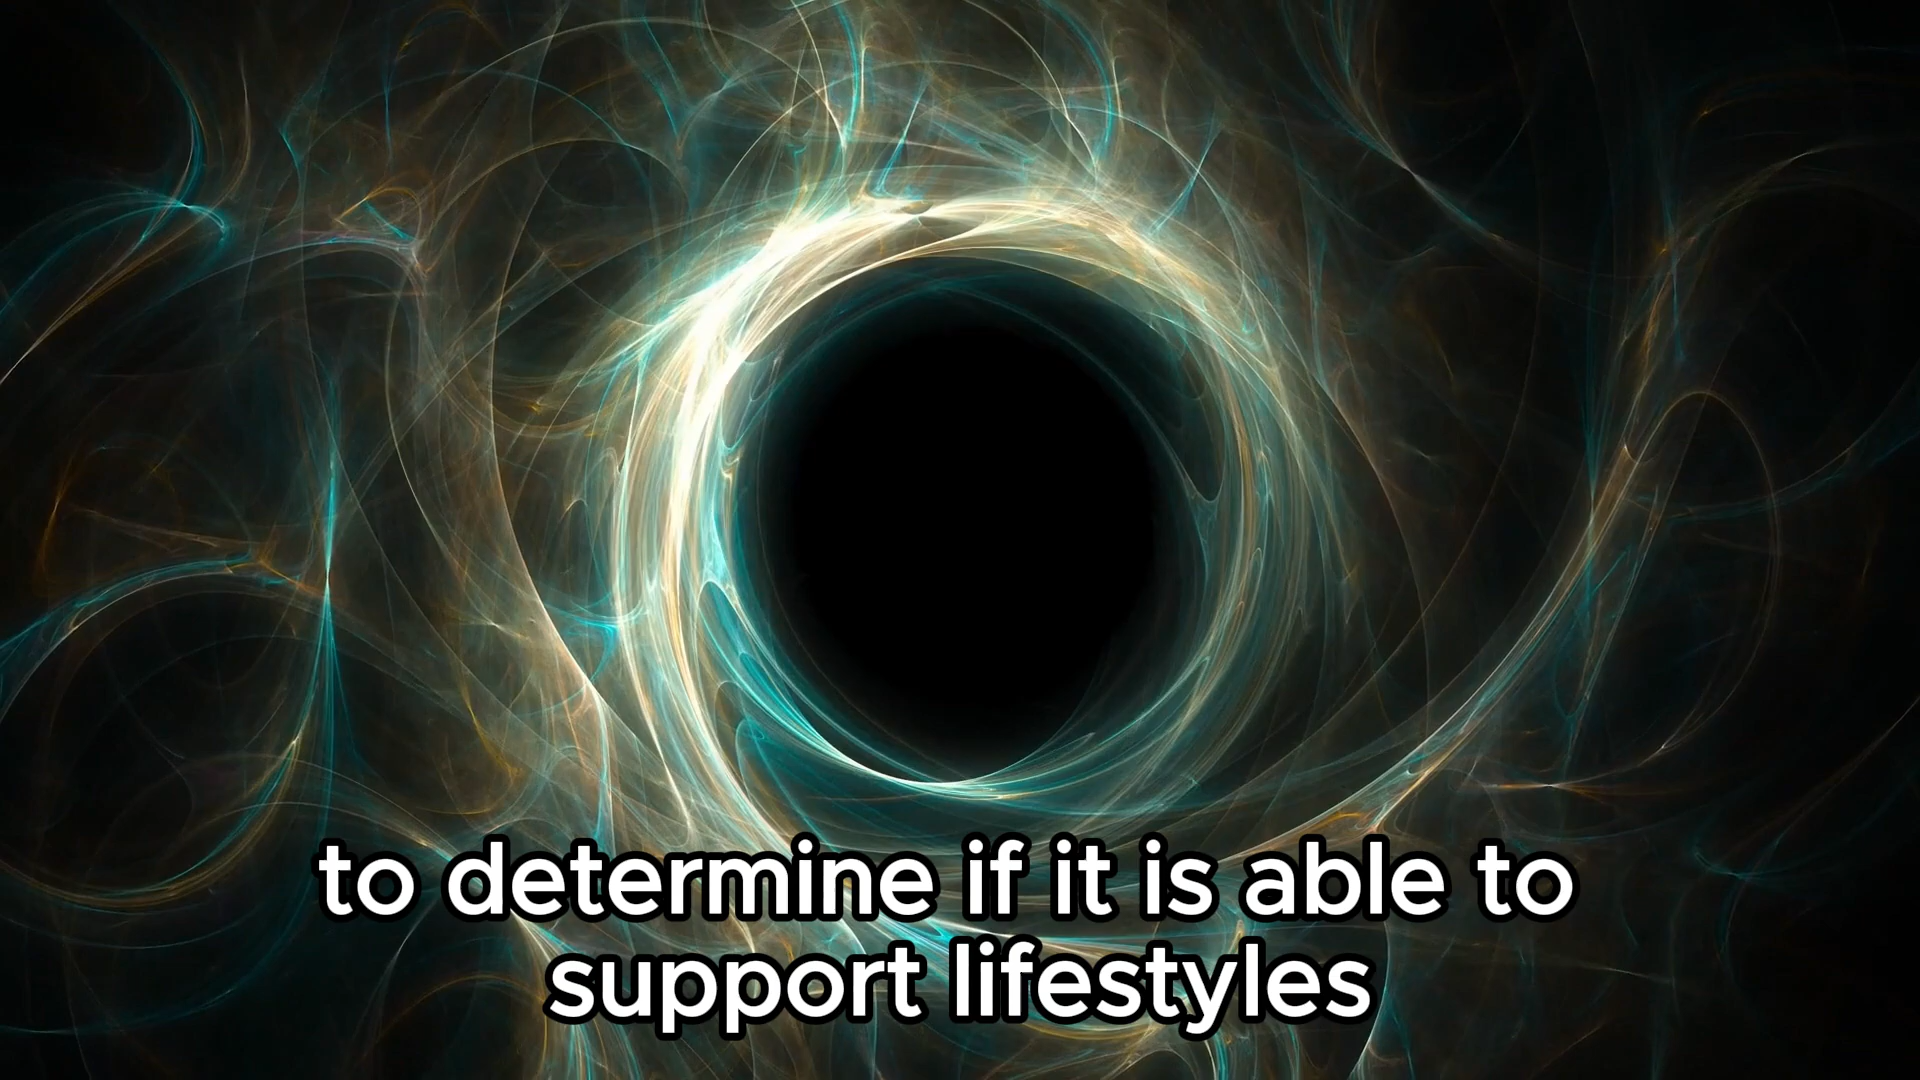 to determine if it is able to
support lifestyles